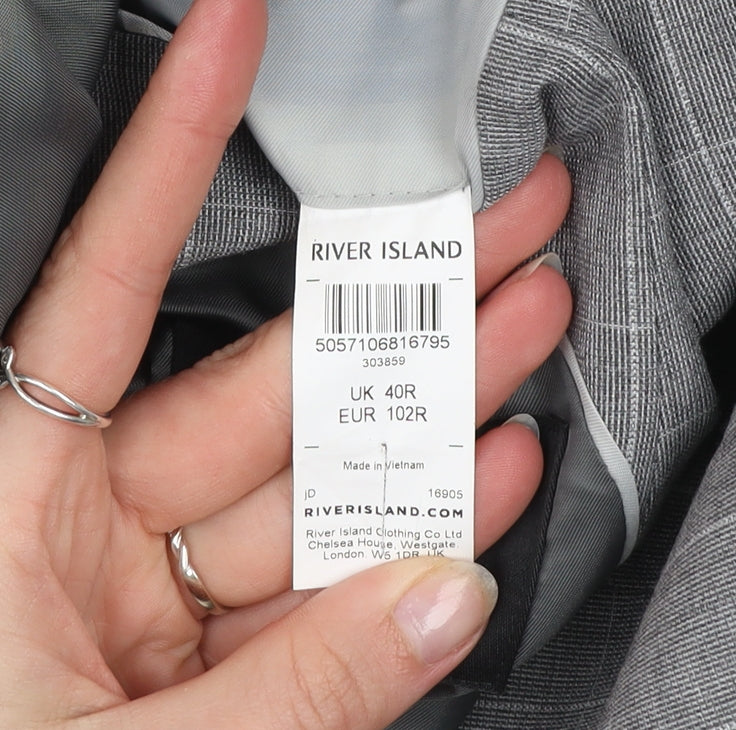 RIVER ISLAND
5057106816795
303859
UK 40R
EUR 102R
Made in Vietnam
JD 16905
RIVERISLAND.COM
River Island Clothing Co Ltd
Chelsea House, Westgate
London. W5 1DR. UK